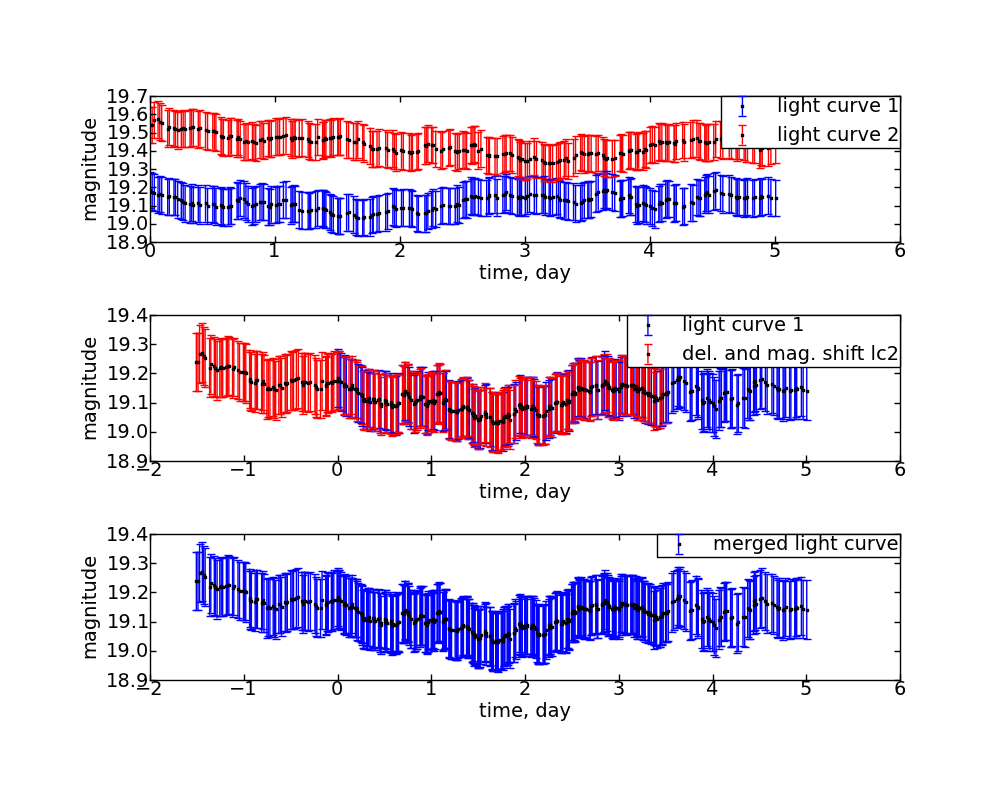 19.7
19.6
19.5
19.4
19.3
19.2
19.1
19.0
18.9
magnitude
light curve 1
light curve 2
0 1 2 3 4 5 6
time, day
19.4
19.3
19.2
19.1
19.0
18.9
magnitude
light curve 1
del. and mag. shift lc2
−2 −1 0 1 2 3 4 5 6
time, day
19.4
19.3
19.2
19.1
19.0
18.9
magnitude
merged light curve
−2 −1 0 1 2 3 4 5 6
time, day